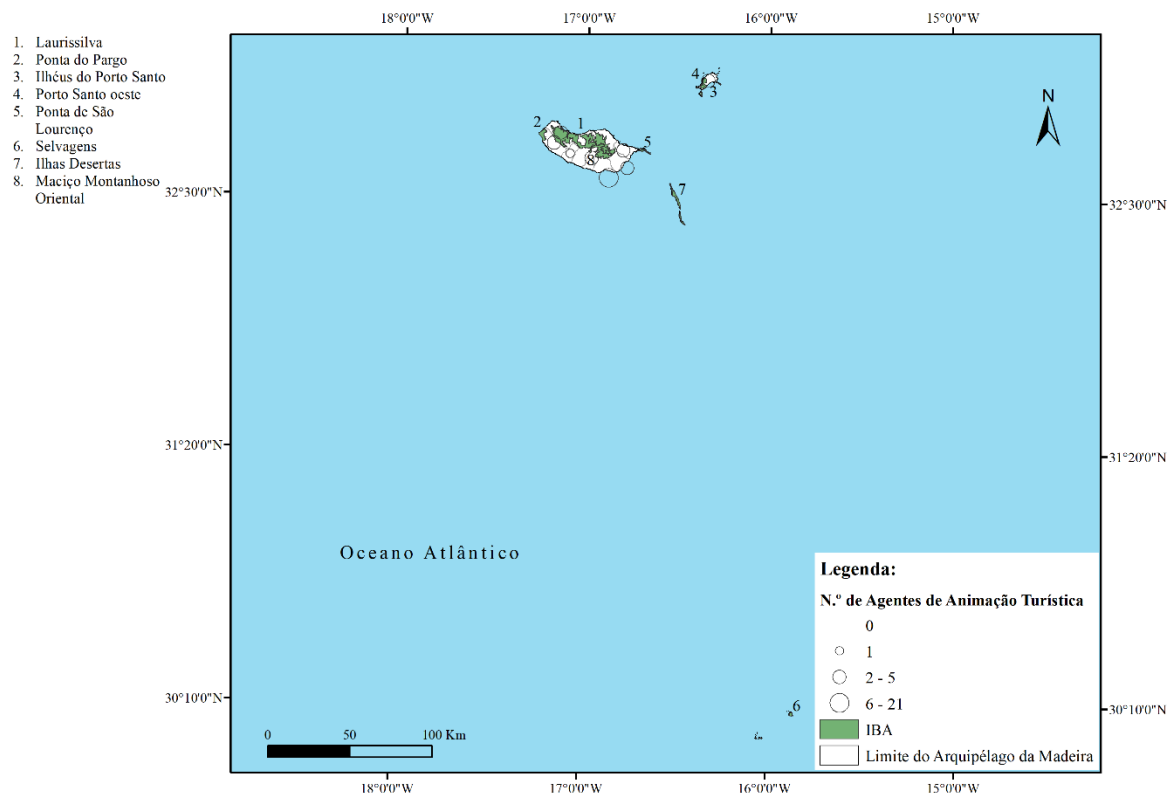 18°0'0"W 17°0'0"W 16°0'0"W 15°0'0"W
1. Laurissilva
2. Ponta do Pargo
3. Ilhéus do Porto Santo
4. Porto Santo oeste
5. Ponta de São
Lourenço
6. Selvagens
7. Ilhas Desertas
8. Maciço Montanhoso
Oriental
4
3
N
2
1
5
8
7
32°30'0"N
32°30'0"N
31°20'0"N
31°20'0"N
Oceano Atlântico
Legenda:
N.º de Agentes de Animação Turística
0
1
2 - 5
6 - 21
IBA
Limite do Arquipélago da Madeira
30°10'0"N
30°10'0"N
6
0 50 100 Km
18°0'0"W 17°0'0"W 16°0'0"W 15°0'0"W